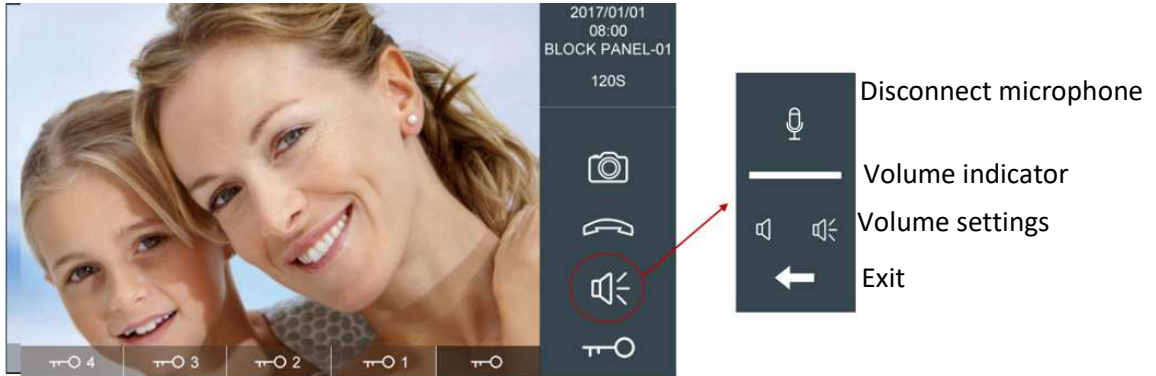 2017/01/01
08:00
BLOCK PANEL-01
120S
4
3
2
1
Disconnect microphone
Volume indicator
Volume settings
Exit